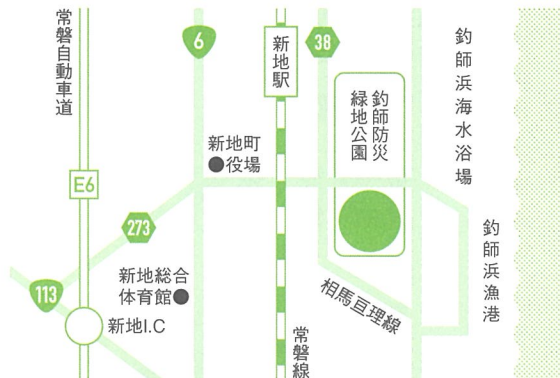 常磐自動車道
6
新地駅
38
釣師浜海水浴場
釣師防災
緑地公園
新地町
役場
E6
273
釣師浜漁港
新地総合
体育館
113
相馬亘理線
新地I.C
常磐線